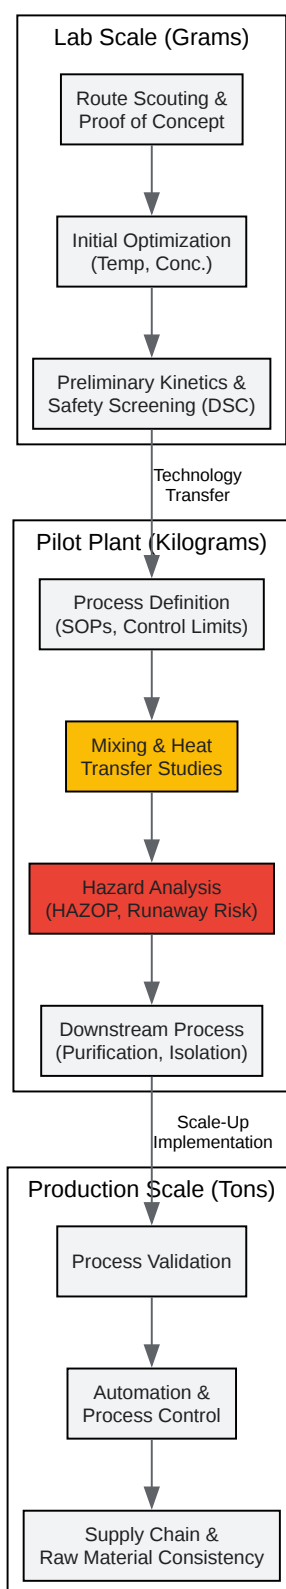 Lab Scale (Grams)
Route Scouting &
Proof of Concept
Initial Optimization
(Temp, Conc.)
Preliminary Kinetics &
Safety Screening (DSC)
Technology
Transfer
Pilot Plant (Kilograms)
Process Definition
(SOPs, Control Limits)
Mixing & Heat
Transfer Studies
Hazard Analysis
(HAZOP, Runaway Risk)
Downstream Process
(Purification, Isolation)
Scale-Up
Implementation
Production Scale (Tons)
Process Validation
Automation &
Process Control
Supply Chain &
Raw Material Consistency